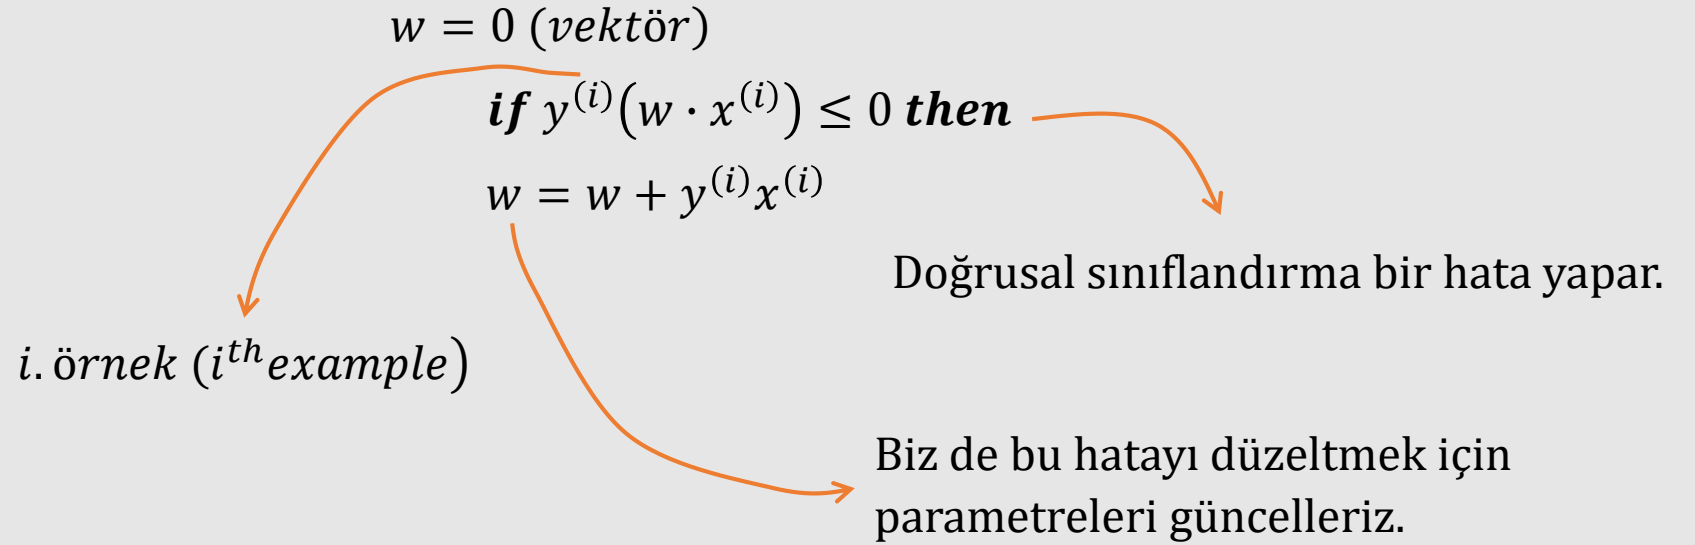 w = 0 (vektör)
if y^(i)(w · x^(i)) ≤ 0 then
w = w + y^(i)x^(i)
Doğrusal sınıflandırma bir hata yapar.
i. örnek (i^th example)
Biz de bu hatayı düzeltmek için
parametreleri güncelleriz.